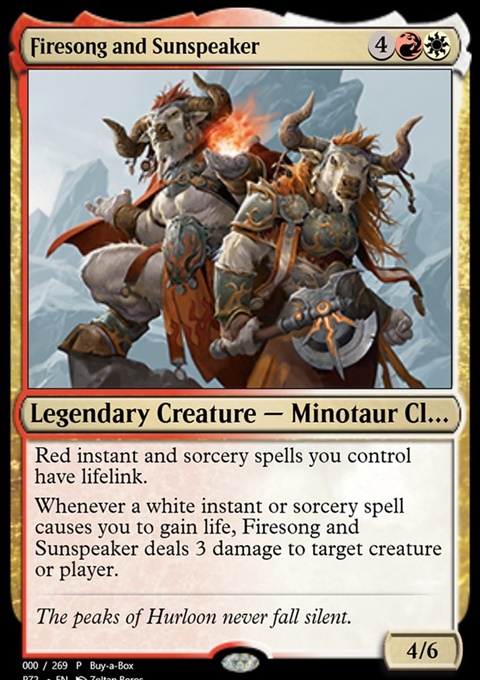 Firesong and Sunspeaker 4
Legendary Creature — Minotaur Cl...
Red instant and sorcery spells you control
have lifelink.
Whenever a white instant or sorcery spell
causes you to gain life, Firesong and
Sunspeaker deals 3 damage to target creature
or player.
The peaks of Hurloon never fall silent.
4/6
000 / 269 P Buy-a-Box
EN